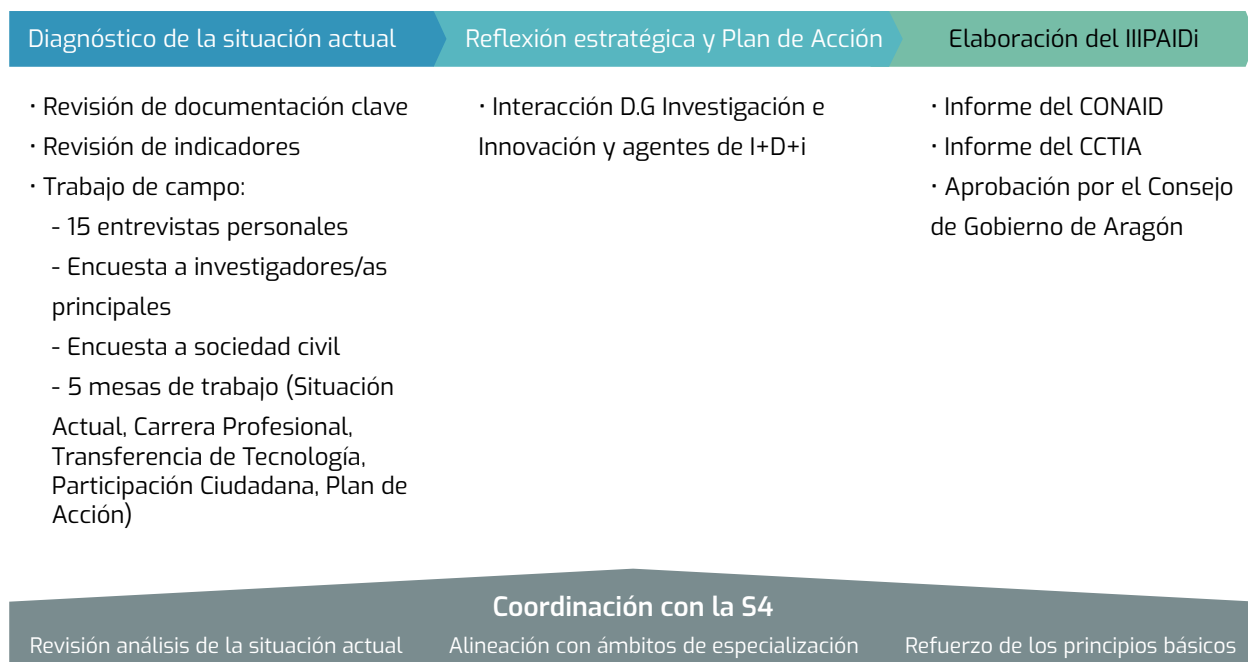 Diagnóstico de la situación actual
Reflexión estratégica y Plan de Acción
Elaboración del IIIPAIDi
· Revisión de documentación clave
· Revisión de indicadores
· Trabajo de campo:
- 15 entrevistas personales
- Encuesta a investigadores/as
principales
- Encuesta a sociedad civil
- 5 mesas de trabajo (Situación
Actual, Carrera Profesional,
Transferencia de Tecnología,
Participación Ciudadana, Plan de
Acción)
· Interacción D.G Investigación e
Innovación y agentes de I+D+i
· Informe del CONAID
· Informe del CCTIA
· Aprobación por el Consejo
de Gobierno de Aragón
Coordinación con la S4
Revisión análisis de la situación actual
Alineación con ámbitos de especialización
Refuerzo de los principios básicos